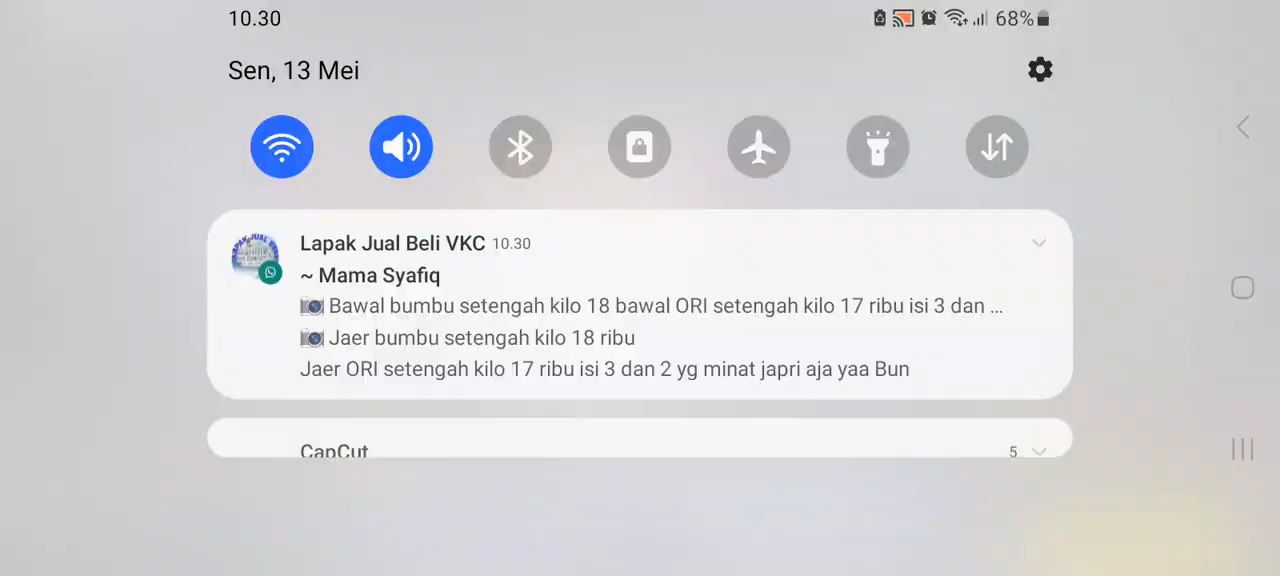 10.30
68%
Sen, 13 Mei
Lapak Jual Beli VKC 10.30
~ Mama Syafiq
Bawal bumbu setengah kilo 18 bawal ORI setengah kilo 17 ribu isi 3 dan ...
Jaer bumbu setengah kilo 18 ribu
Jaer ORI setengah kilo 17 ribu isi 3 dan 2 yg minat japri aja yaa Bun
CapCut
5